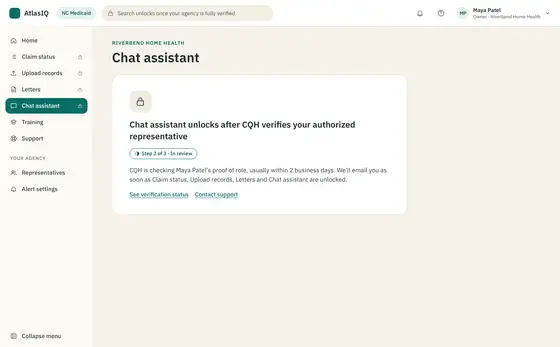 AtlasIQ
NC Medicaid
Search unlocks once your agency is fully verified
MP
Maya Patel
Owner · Riverbend Home Health
Home
Claim status
Upload records
Letters
Chat assistant
Training
Support
YOUR AGENCY
Representatives
Alert settings
Collapse menu
RIVERBEND HOME HEALTH
Chat assistant
Chat assistant unlocks after CQH verifies your authorized
representative
Step 2 of 3 · In review
CQH is checking Maya Patel's proof of role, usually within 2 business days. We'll email you as
soon as Claim status, Upload records, Letters and Chat assistant are unlocked.
See verification status
Contact support